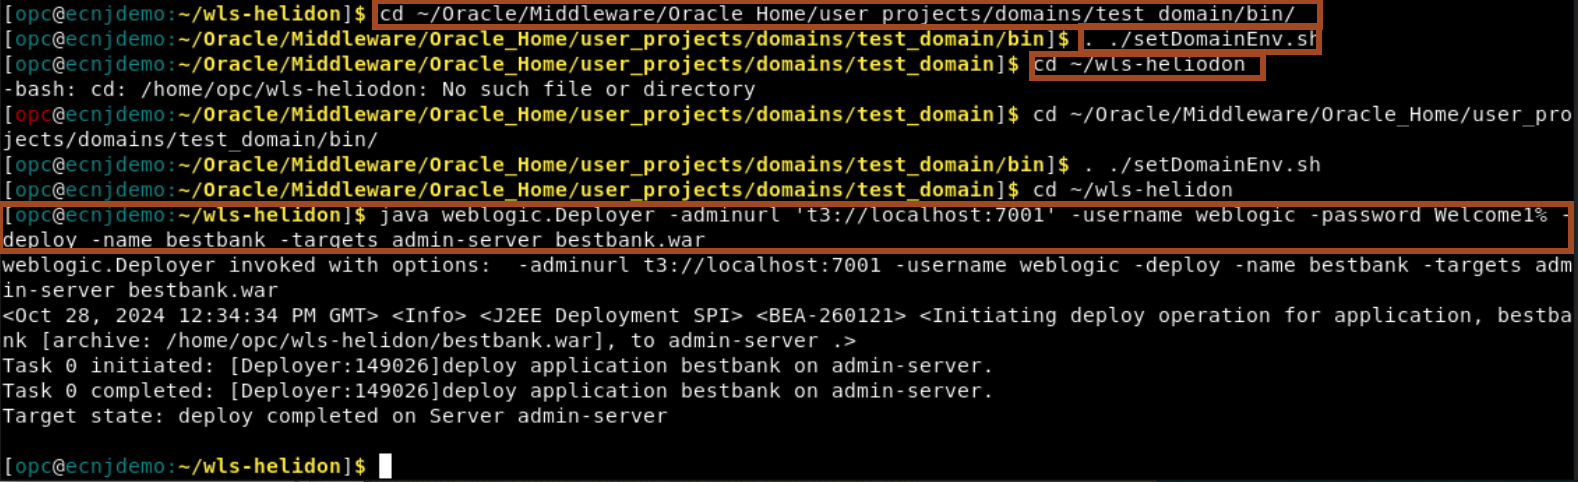 [opc@ecnjdemo:~/wls-helidon]$ cd ~/Oracle/Middleware/Oracle_Home/user_projects/domains/test_domain/bin/
[opc@ecnjdemo:~/Oracle/Middleware/Oracle_Home/user_projects/domains/test_domain/bin]$ . ./setDomainEnv.sh
[opc@ecnjdemo:~/Oracle/Middleware/Oracle_Home/user_projects/domains/test_domain]$ cd ~/wls-heliodon
-bash: cd: /home/opc/wls-heliodon: No such file or directory
[opc@ecnjdemo:~/Oracle/Middleware/Oracle_Home/user_projects/domains/test_domain]$ cd ~/Oracle/Middleware/Oracle_Home/user_pro
jects/domains/test_domain/bin/
[opc@ecnjdemo:~/Oracle/Middleware/Oracle_Home/user_projects/domains/test_domain/bin]$ . ./setDomainEnv.sh
[opc@ecnjdemo:~/Oracle/Middleware/Oracle_Home/user_projects/domains/test_domain]$ cd ~/wls-helidon
[opc@ecnjdemo:~/wls-helidon]$ java weblogic.Deployer -adminurl 't3://localhost:7001' -username weblogic -password Welcome1% -
deploy -name bestbank -targets admin-server bestbank.war
weblogic.Deployer invoked with options:  -adminurl t3://localhost:7001 -username weblogic -deploy -name bestbank -targets adm
in-server bestbank.war
<Oct 28, 2024 12:34:34 PM GMT> <Info> <J2EE Deployment SPI> <BEA-260121> <Initiating deploy operation for application, bestba
nk [archive: /home/opc/wls-helidon/bestbank.war], to admin-server .>
Task 0 initiated: [Deployer:149026]deploy application bestbank on admin-server.
Task 0 completed: [Deployer:149026]deploy application bestbank on admin-server.
Target state: deploy completed on Server admin-server
[opc@ecnjdemo:~/wls-helidon]$